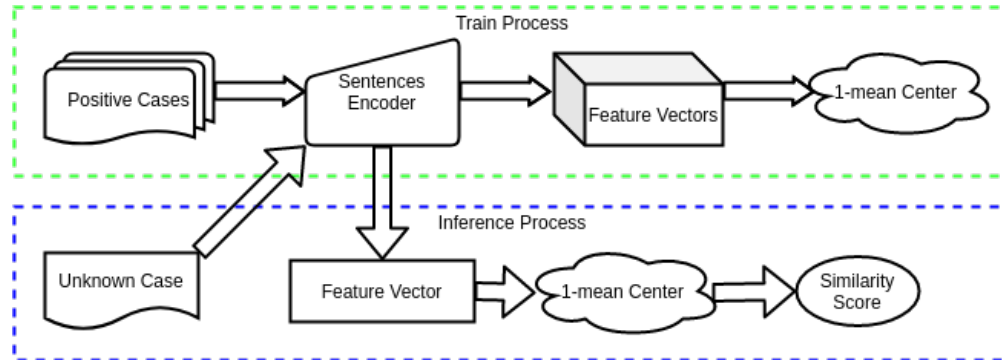 Train Process
Positive Cases
Sentences
Encoder
Feature Vectors
1-mean Center
Inference Process
Unknown Case
Feature Vector
1-mean Center
Similarity
Score